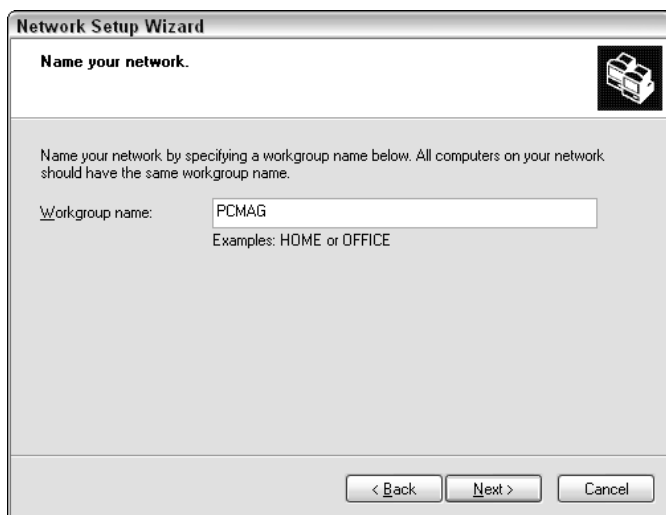 Network Setup Wizard
Name your network.
Name your network by specifying a workgroup name below. All computers on your network
should have the same workgroup name.
Workgroup name: PCMAG
Examples: HOME or OFFICE
< Back Next > Cancel